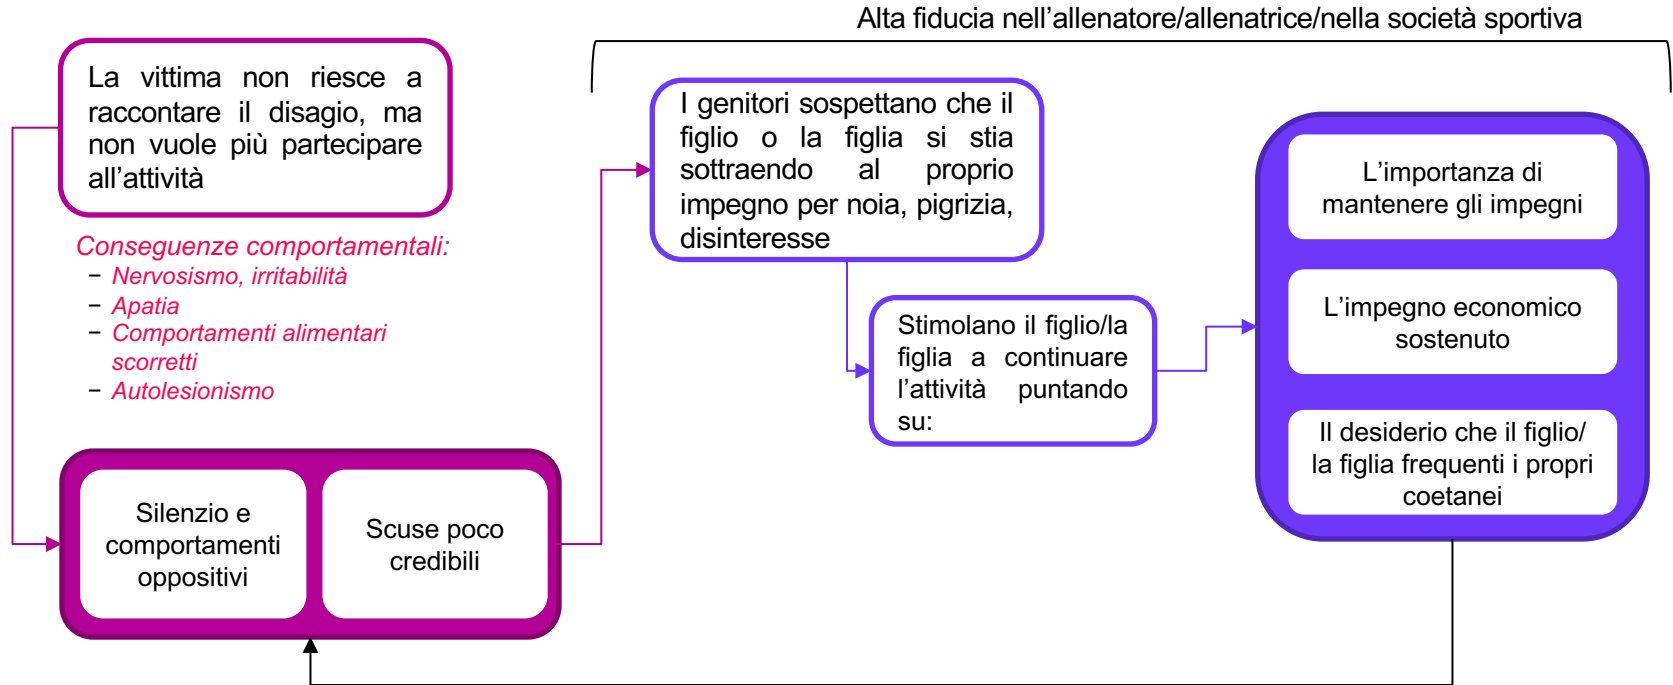 Alta fiducia nell’allenatore/allenatrice/nella società sportiva
La vittima non riesce a
raccontare il disagio, ma
non vuole più partecipare
all’attività
Conseguenze comportamentali:
− Nervosismo, irritabilità
− Apatia
− Comportamenti alimentari
scorretti
− Autolesionismo
Silenzio e
comportamenti
oppositivi
Scuse poco
credibili
I genitori sospettano che il
figlio o la figlia si stia
sottraendo al proprio
impegno per noia, pigrizia,
disinteresse
Stimolano il figlio/la
figlia a continuare
l’attività puntando
su:
L’importanza di
mantenere gli impegni
L’impegno economico
sostenuto
Il desiderio che il figlio/
la figlia frequenti i propri
coetanei